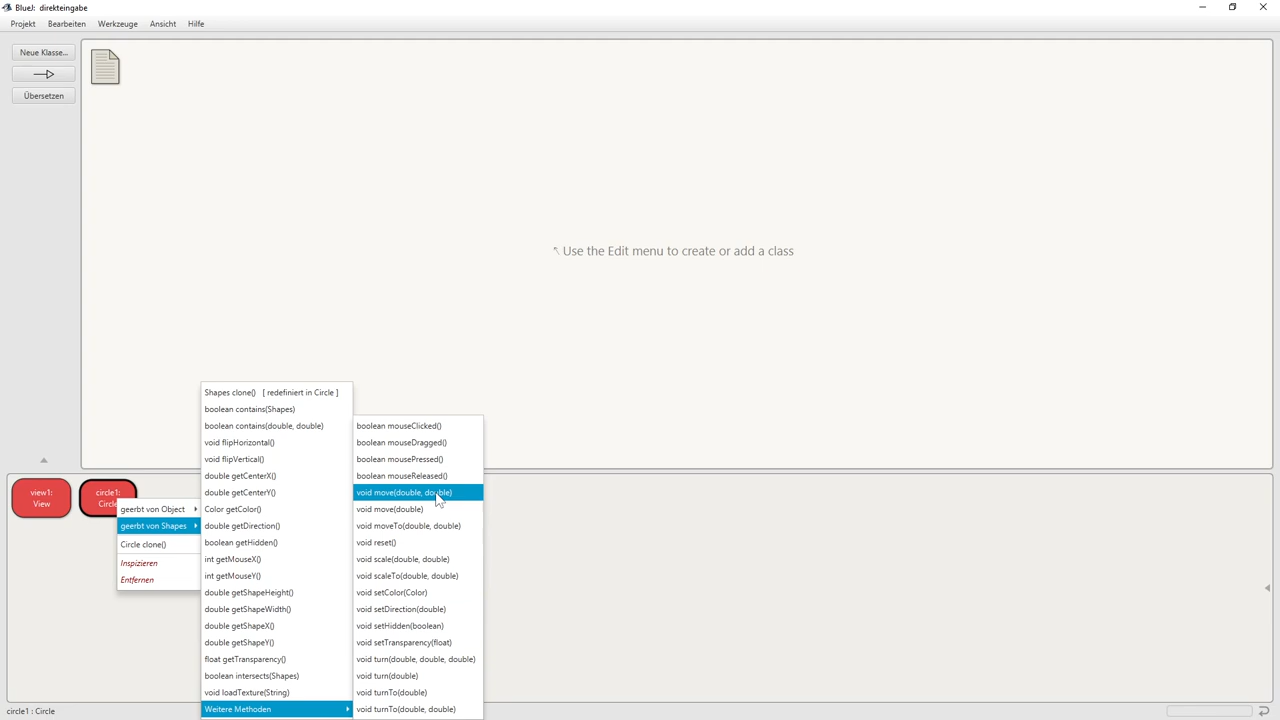 BlueJ: direkteingabe
Projekt Bearbeiten Werkzeuge Ansicht Hilfe
Neue Klasse...
Übersetzen
Use the Edit menu to create or add a class
view1:
View
circle1:
Circle
geerbt von Object
geerbt von Shapes
Circle clone()
Inspizieren
Entfernen
Shapes clone() [ redefiniert in Circle ]
boolean contains(Shapes)
boolean contains(double, double)
void flipHorizontal()
void flipVertical()
double getCenterX()
double getCenterY()
Color getColor()
double getDirection()
boolean getHidden()
int getMouseX()
int getMouseY()
double getShapeHeight()
double getShapeWidth()
double getShapeX()
double getShapeY()
float getTransparency()
boolean intersects(Shapes)
void loadTexture(String)
Weitere Methoden
boolean mouseClicked()
boolean mouseDragged()
boolean mousePressed()
boolean mouseReleased()
void move(double, double)
void move(double)
void moveTo(double, double)
void reset()
void scale(double, double)
void scaleTo(double, double)
void setColor(Color)
void setDirection(double)
void setHidden(boolean)
void setTransparency(float)
void turn(double, double, double)
void turn(double)
void turnTo(double)
void turnTo(double, double)
circle1 : Circle